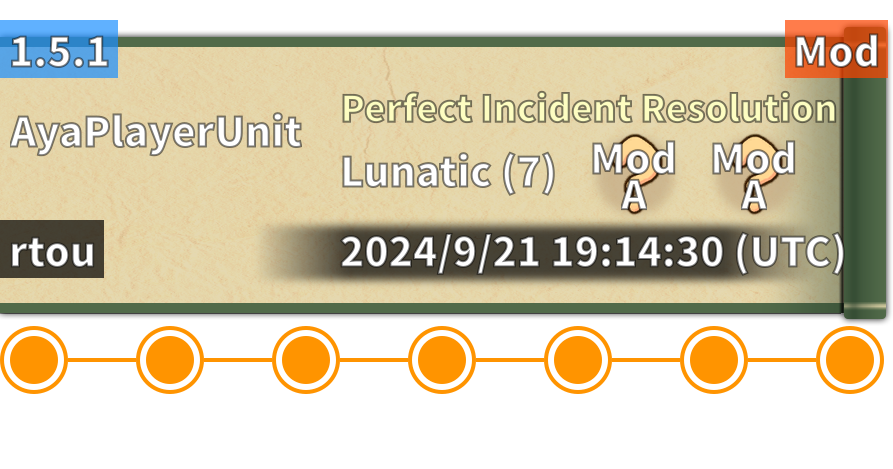 1.5.1
Mod
Perfect Incident Resolution
AyaPlayerUnit
Lunatic (7)
Mod
A
Mod
A
rtou
2024/9/21 19:14:30 (UTC)